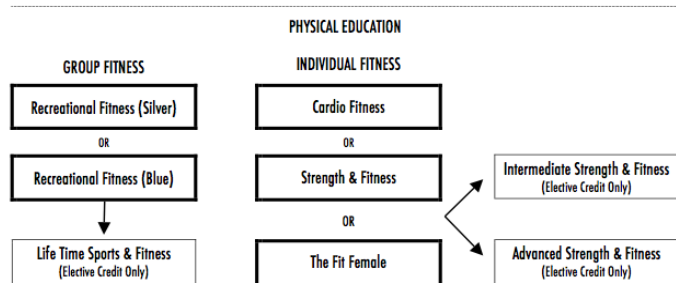 PHYSICAL EDUCATION
GROUP FITNESS
INDIVIDUAL FITNESS
Recreational Fitness (Silver)
Cardio Fitness
OR
OR
Recreational Fitness (Blue)
Strength & Fitness
Intermediate Strength & Fitness
(Elective Credit Only)
OR
Life Time Sports & Fitness
(Elective Credit Only)
The Fit Female
Advanced Strength & Fitness
(Elective Credit Only)